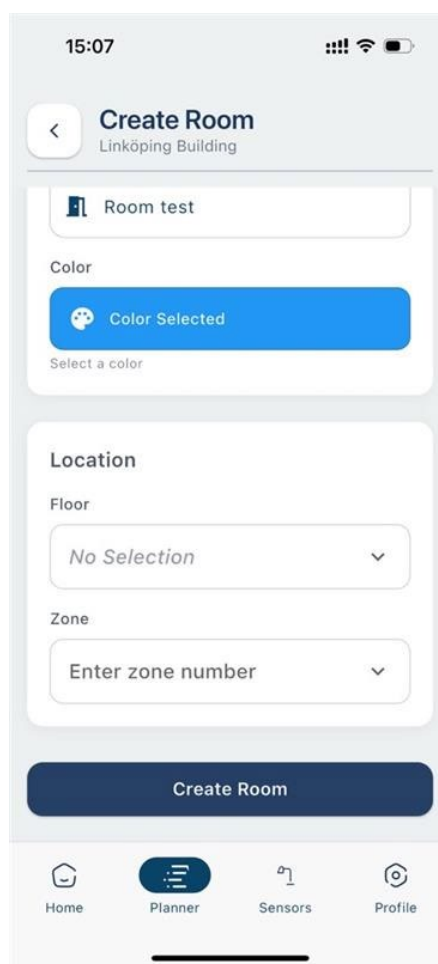 15:07
Create Room
Linköping Building
Room test
Color
Color Selected
Select a color
Location
Floor
No Selection
Zone
Enter zone number
Create Room
Home Planner Sensors Profile